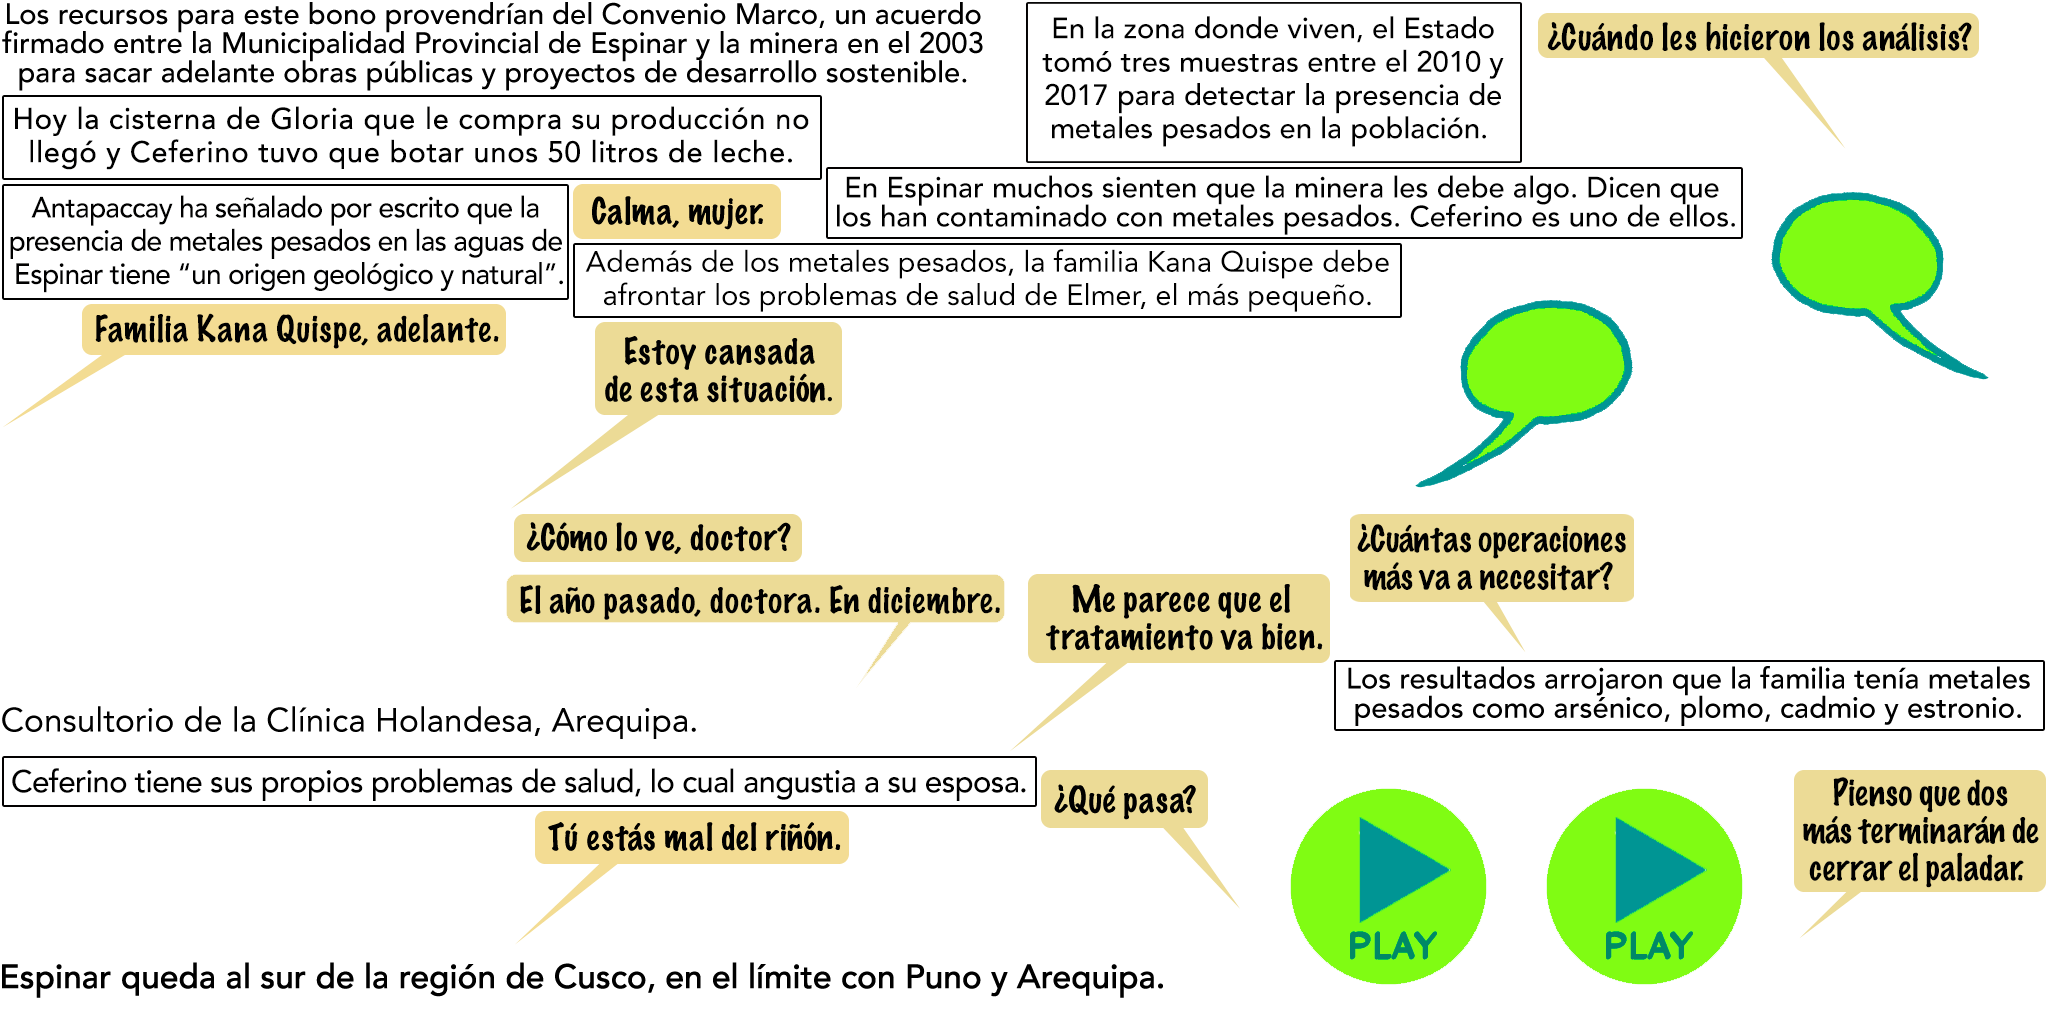 Los recursos para este bono provendrían del Convenio Marco, un acuerdo
firmado entre la Municipalidad Provincial de Espinar y la minera en el 2003
para sacar adelante obras públicas y proyectos de desarrollo sostenible.
En la zona donde viven, el Estado
tomó tres muestras entre el 2010 y
2017 para detectar la presencia de
metales pesados en la población.
¿Cuándo les hicieron los análisis?
Hoy la cisterna de Gloria que le compra su producción no
llegó y Ceferino tuvo que botar unos 50 litros de leche.
Antapaccay ha señalado por escrito que la
presencia de metales pesados en las aguas de
Espinar tiene “un origen geológico y natural”.
Calma, mujer.
En Espinar muchos sienten que la minera les debe algo. Dicen que
los han contaminado con metales pesados. Ceferino es uno de ellos.
Además de los metales pesados, la familia Kana Quispe debe
afrontar los problemas de salud de Elmer, el más pequeño.
Familia Kana Quispe, adelante.
Estoy cansada
de esta situación.
¿Cómo lo ve, doctor?
El año pasado, doctora. En diciembre.
Me parece que el
tratamiento va bien.
¿Cuántas operaciones
más va a necesitar?
Los resultados arrojaron que la familia tenía metales
pesados como arsénico, plomo, cadmio y estronio.
Consultorio de la Clínica Holandesa, Arequipa.
Ceferino tiene sus propios problemas de salud, lo cual angustia a su esposa.
¿Qué pasa?
Tú estás mal del riñón.
PLAY
PLAY
Pienso que dos
más terminarán de
cerrar el paladar.
Espinar queda al sur de la región de Cusco, en el límite con Puno y Arequipa.